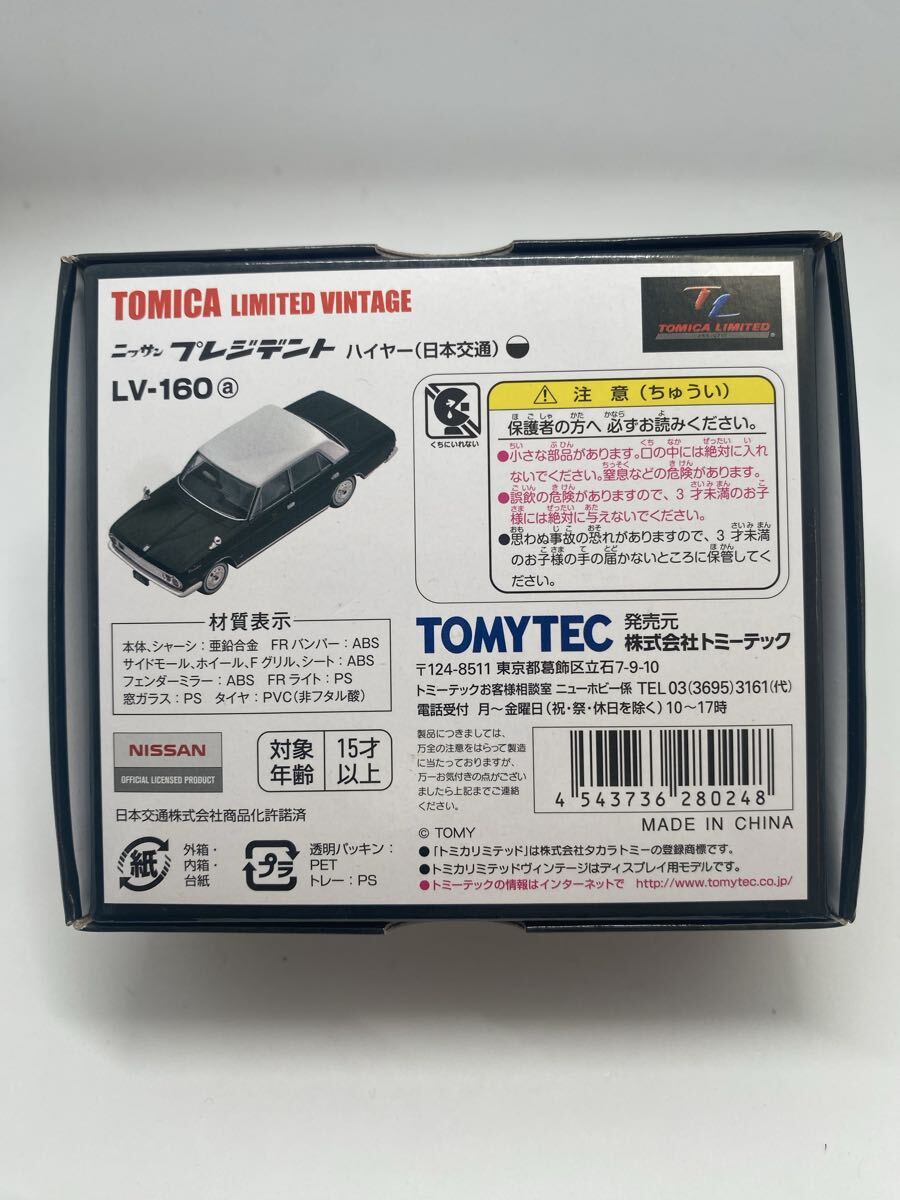 TOMICA LIMITED VINTAGE
ニッサン プレジデント ハイヤー(日本交通)
LV-160 ⓐ
TL
TOMICA LIMITED
くちにいれない
注意(ちゅうい)
保護者の方へ 必ずお読みください。
●小さな部品があります。口の中には絶対に入れ
ないでください。窒息などの危険があります。
●誤飲の危険がありますので、3才未満のお子
様には絶対に与えないでください。
●思わぬ事故の恐れがありますので、3才未満
のお子様の手の届かないところに保管してく
ださい。
材質表示
本体、シャーシ:亜鉛合金 FRバンパー:ABS
サイドモール、ホイール、Fグリル、シート:ABS
フェンダーミラー:ABS FRライト:PS
窓ガラス:PS タイヤ:PVC(非フタル酸)
TOMYTEC 発売元 株式会社トミーテック
〒124-8511 東京都葛飾区立石7-9-10
トミーテックお客様相談室 ニューホビー係 TEL 03(3695)3161(代)
電話受付 月〜金曜日(祝・祭・休日を除く)10〜17時
NISSAN
OFFICIAL LICENSED PRODUCT
対象年齢 15才以上
日本交通株式会社商品化許諾済
紙 外箱・内箱・台紙
プラ 透明パッキン:PET トレー:PS
製品につきましては、
万全の注意をはらって製造
に当たっておりますが、
万一お気付きの点がござい
ましたら上記までご連絡
ください。
4 543736 280248
MADE IN CHINA
© TOMY
●「トミカリミテッド」は株式会社タカラトミーの登録商標です。
●トミカリミテッドヴィンテージはディスプレイ用モデルです。
●トミーテックの情報はインターネットで http://www.tomytec.co.jp/